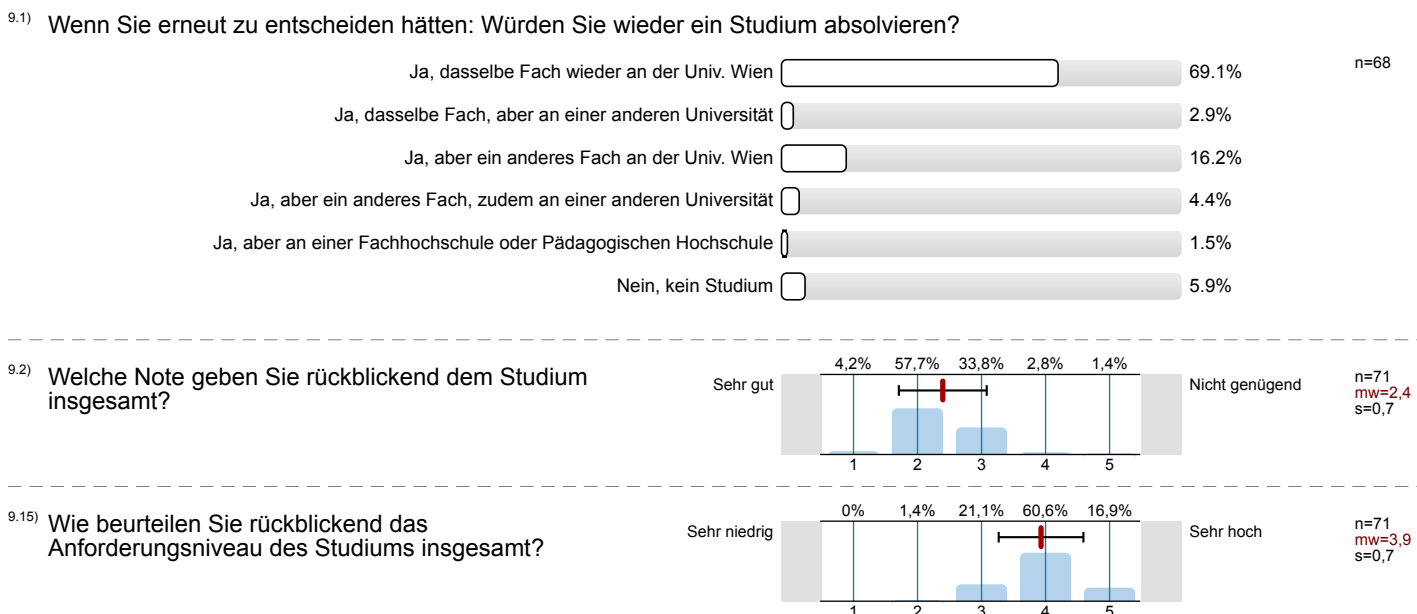 9.1) Wenn Sie erneut zu entscheiden hätten: Würden Sie wieder ein Studium absolvieren?
Ja, dasselbe Fach wieder an der Univ. Wien 69.1% n=68
Ja, dasselbe Fach, aber an einer anderen Universität 2.9%
Ja, aber ein anderes Fach an der Univ. Wien 16.2%
Ja, aber ein anderes Fach, zudem an einer anderen Universität 4.4%
Ja, aber an einer Fachhochschule oder Pädagogischen Hochschule 1.5%
Nein, kein Studium 5.9%
9.2) Welche Note geben Sie rückblickend dem Studium
insgesamt?
Sehr gut
4,2% 57,7% 33,8% 2,8% 1,4%
1 2 3 4 5
Nicht genügend
n=71
mw=2,4
s=0,7
9.15) Wie beurteilen Sie rückblickend das
Anforderungsniveau des Studiums insgesamt?
Sehr niedrig
0% 1,4% 21,1% 60,6% 16,9%
1 2 3 4 5
Sehr hoch
n=71
mw=3,9
s=0,7